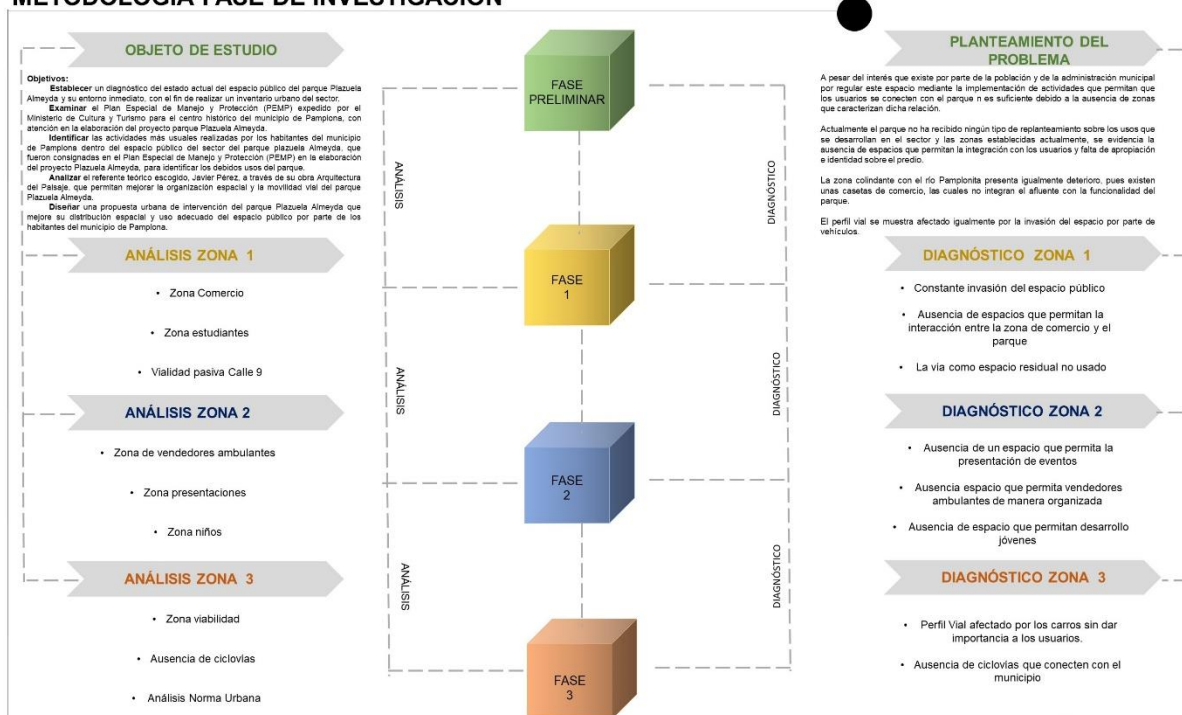 METODOLOGÍA FASE DE INVESTIGACIÓN
OBJETO DE ESTUDIO
Objetivos:
Establecer un diagnóstico del estado actual del espacio público del parque Plazuela
Almeyda y su entorno inmediato, con el fin de realizar un inventario urbano del sector.
Examinar el Plan Especial de Manejo y Protección (PEMP) expedido por el
Ministerio de Cultura y Turismo para el centro histórico del municipio de Pamplona, con
atención en la elaboración del proyecto parque Plazuela Almeyda.
Identificar las actividades más usuales realizadas por los habitantes del municipio
de Pamplona dentro del espacio público del sector del parque plazuela Almeyda, que
fueron consignadas en el Plan Especial de Manejo y Protección (PEMP) en la elaboración
del proyecto Plazuela Almeyda, para identificar los debidos usos del parque.
Analizar el referente teórico escogido, Javier Pérez, a través de su obra Arquitectura
del Paisaje, que permitan mejorar la organización espacial y la movilidad vial del parque
Plazuela Almeyda.
Diseñar una propuesta urbana de intervención del parque Plazuela Almeyda que
mejore su distribución espacial y uso adecuado del espacio público por parte de los
habitantes del municipio de Pamplona.
ANÁLISIS ZONA 1
• Zona Comercio
• Zona estudiantes
• Vialidad pasiva Calle 9
ANÁLISIS ZONA 2
• Zona de vendedores ambulantes
• Zona presentaciones
• Zona niños
ANÁLISIS ZONA 3
• Zona viabilidad
• Ausencia de ciclovías
• Análisis Norma Urbana
ANÁLISIS
ANÁLISIS
ANÁLISIS
FASE
PRELIMINAR
FASE
1
FASE
2
FASE
3
DIAGNÓSTICO
DIAGNÓSTICO
DIAGNÓSTICO
PLANTEAMIENTO DEL
PROBLEMA
A pesar del interés que existe por parte de la población y de la administración municipal
por regular este espacio mediante la implementación de actividades que permitan que
los usuarios se conecten con el parque n es suficiente debido a la ausencia de zonas
que caracterizan dicha relación.
Actualmente el parque no ha recibido ningún tipo de replanteamiento sobre los usos que
se desarrollan en el sector y las zonas establecidas actualmente, se evidencia la
ausencia de espacios que permitan la integración con los usuarios y falta de apropiación
e identidad sobre el predio.
La zona colindante con el río Pamplonita presenta igualmente deterioro, pues existen
unas casetas de comercio, las cuales no integran el afluente con la funcionalidad del
parque.
El perfil vial se muestra afectado igualmente por la invasión del espacio por parte de
vehículos.
DIAGNÓSTICO ZONA 1
• Constante invasión del espacio público
• Ausencia de espacios que permitan la
interacción entre la zona de comercio y el
parque
• La vía como espacio residual no usado
DIAGNÓSTICO ZONA 2
• Ausencia de un espacio que permita la
presentación de eventos
• Ausencia espacio que permita vendedores
ambulantes de manera organizada
• Ausencia de espacio que permitan desarrollo
jóvenes
DIAGNÓSTICO ZONA 3
• Perfil Vial afectado por los carros sin dar
importancia a los usuarios.
• Ausencia de ciclovías que conecten con el
municipio